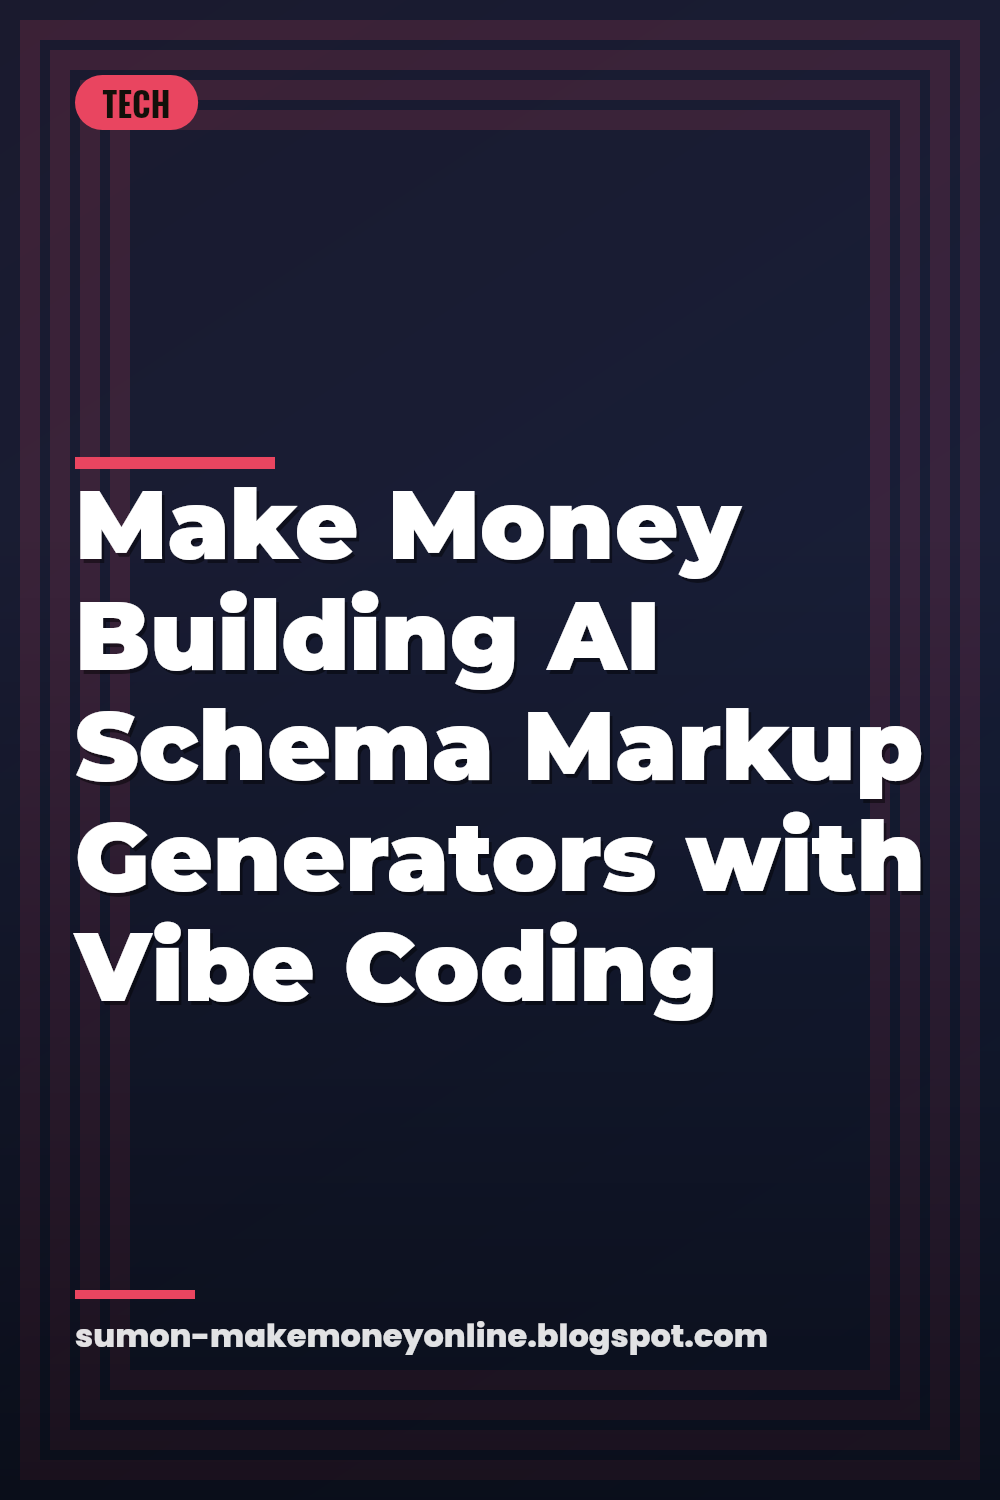 TECH
Make Money
Building AI
Schema Markup
Generators with
Vibe Coding
sumon-makemoneyonline.blogspot.com